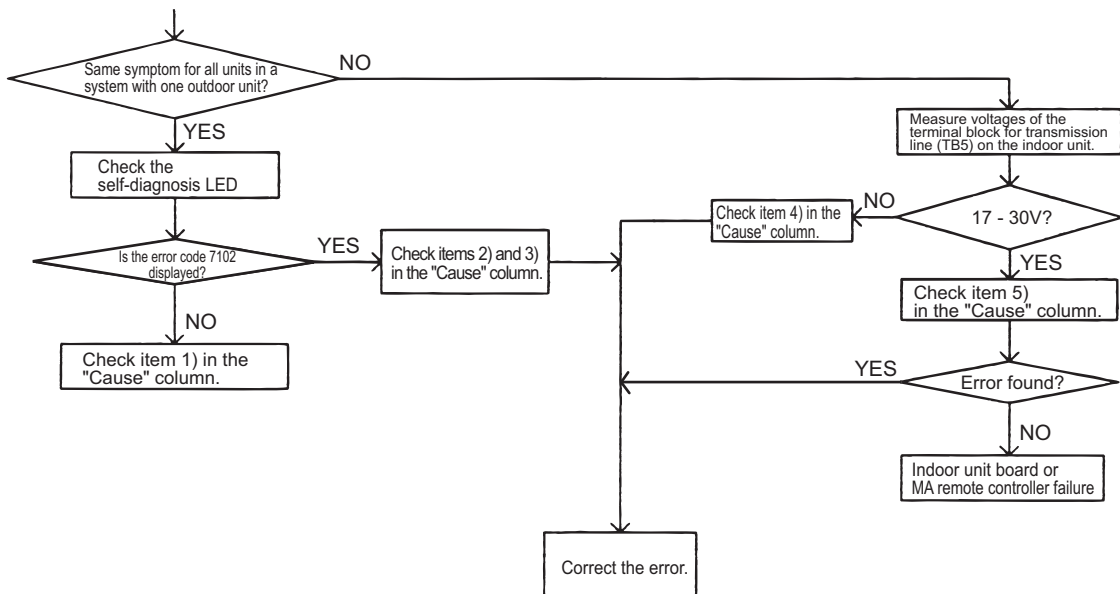 Same symptom for all units in a
system with one outdoor unit?
NO
YES
Measure voltages of the
terminal block for transmission
line (TB5) on the indoor unit.
Check the
self-diagnosis LED
Check item 4) in the
"Cause" column.
NO
17 - 30V?
YES
Is the error code 7102
displayed?
YES
Check items 2) and 3)
in the "Cause" column.
Check item 5)
in the "Cause" column.
NO
Check item 1) in the
"Cause" column.
YES
Error found?
NO
Indoor unit board or
MA remote controller failure
Correct the error.